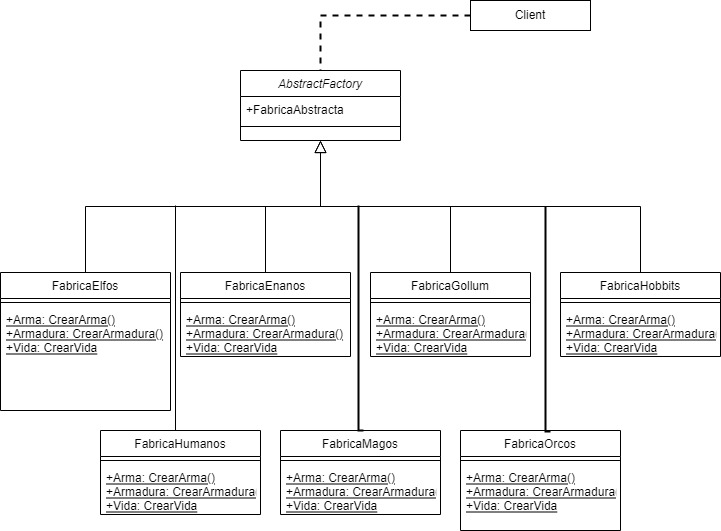 Client
AbstractFactory
+FabricaAbstracta
FabricaElfos
+Arma: CrearArma()
+Armadura: CrearArmadura()
+Vida: CrearVida
FabricaEnanos
+Arma: CrearArma()
+Armadura: CrearArmadura()
+Vida: CrearVida
FabricaGollum
+Arma: CrearArma()
+Armadura: CrearArmadura
+Vida: CrearVida
FabricaHobbits
+Arma: CrearArma()
+Armadura: CrearArmadura
+Vida: CrearVida
FabricaHumanos
+Arma: CrearArma()
+Armadura: CrearArmadura
+Vida: CrearVida
FabricaMagos
+Arma: CrearArma()
+Armadura: CrearArmadura
+Vida: CrearVida
FabricaOrcos
+Arma: CrearArma()
+Armadura: CrearArmadura
+Vida: CrearVida